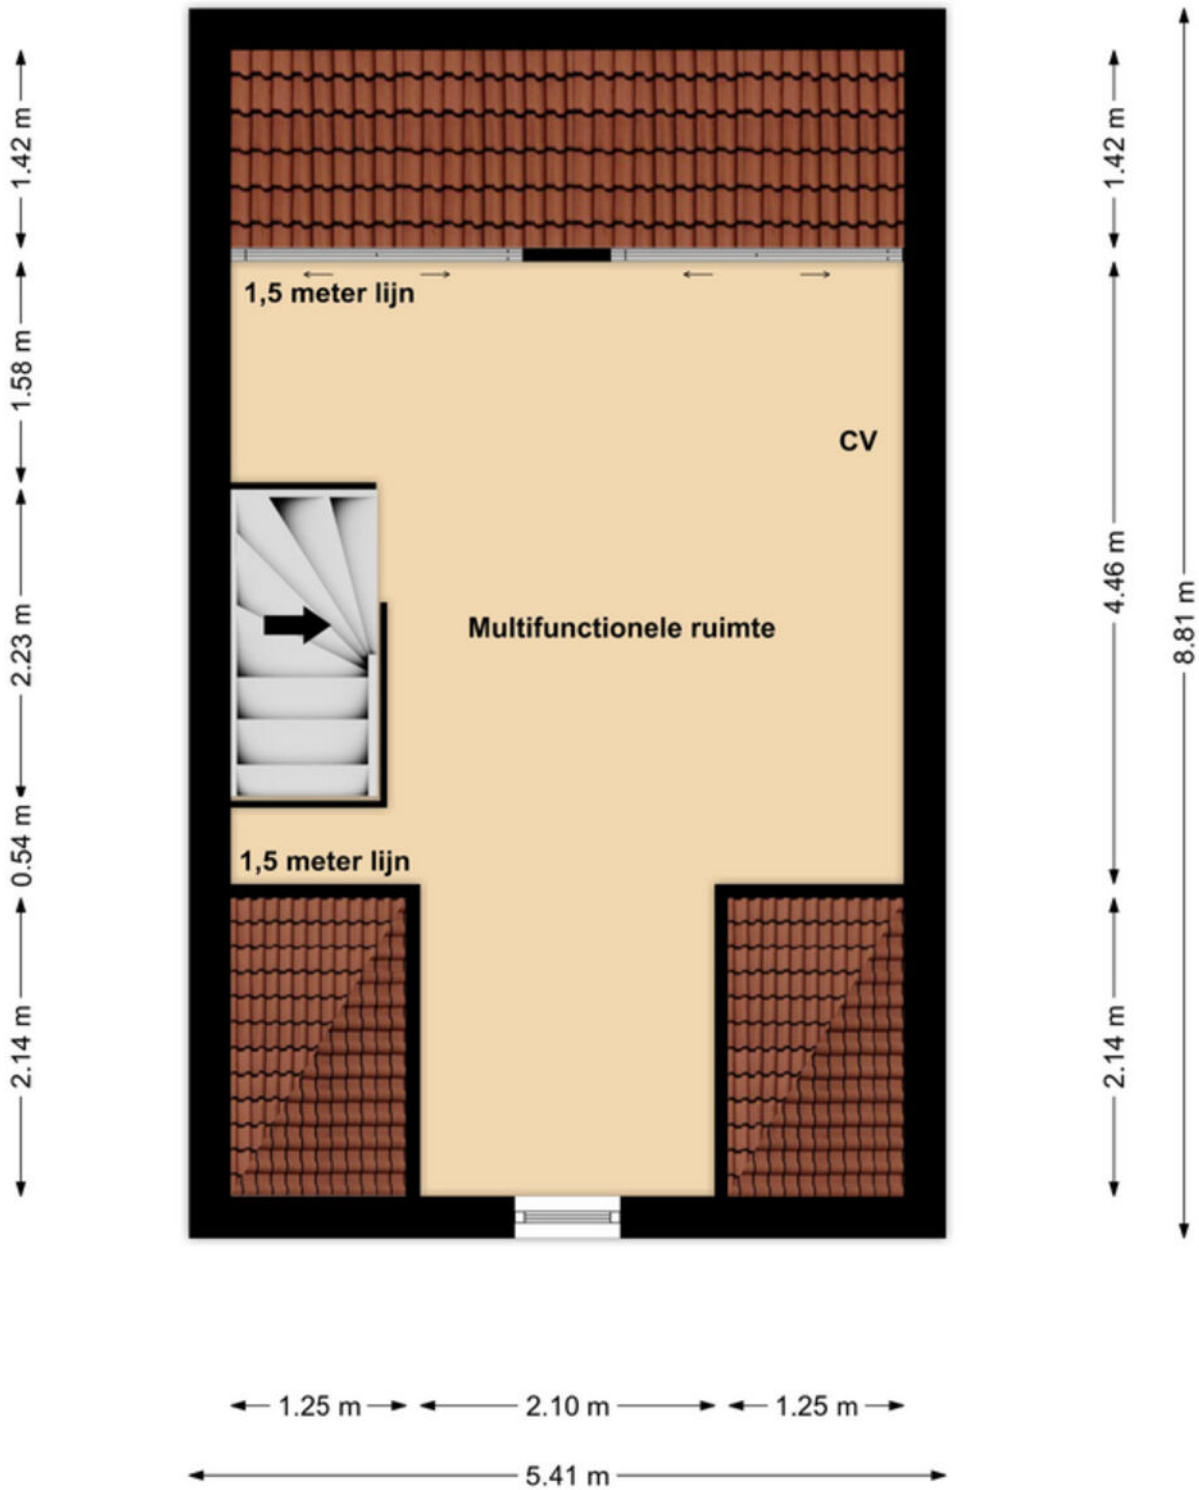 1.42 m
1.42 m
1,5 meter lijn
1.58 m
CV
4.46 m
8.81 m
2.23 m
Multifunctionele ruimte
0.54 m
1,5 meter lijn
2.14 m
2.14 m
1.25 m
2.10 m
1.25 m
5.41 m